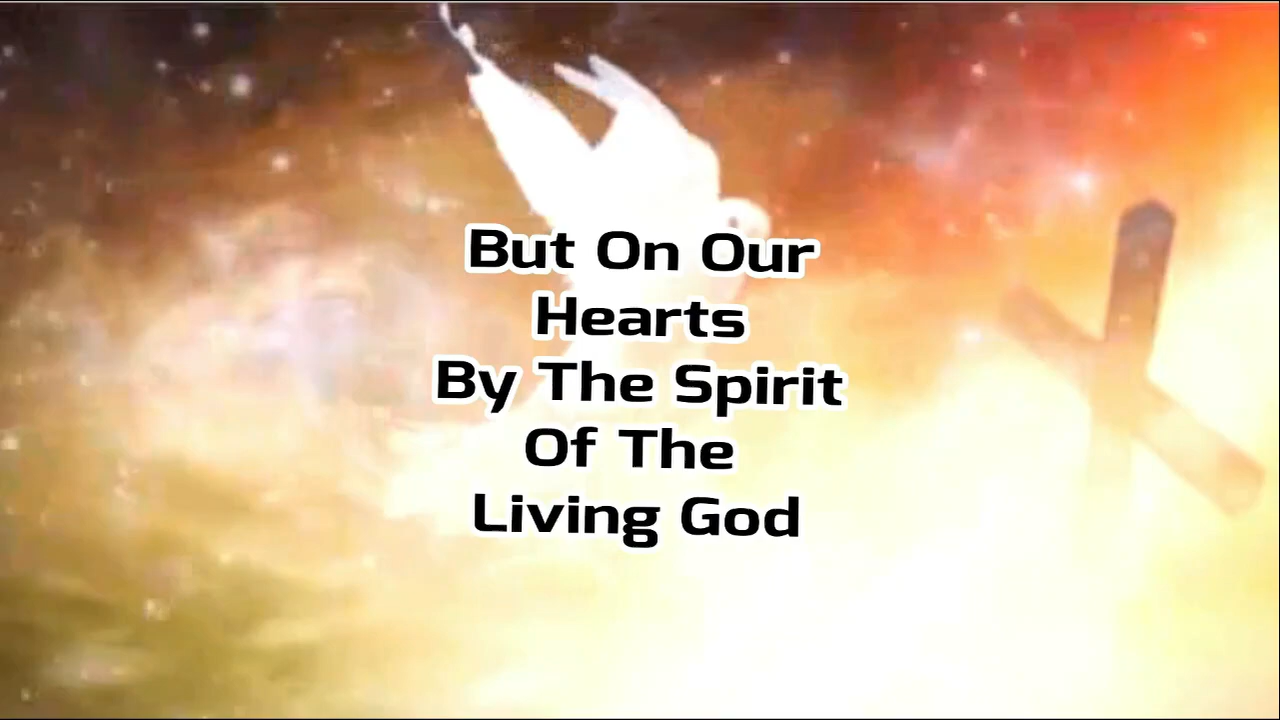 But On Our
Hearts
By The Spirit
Of The
Living God